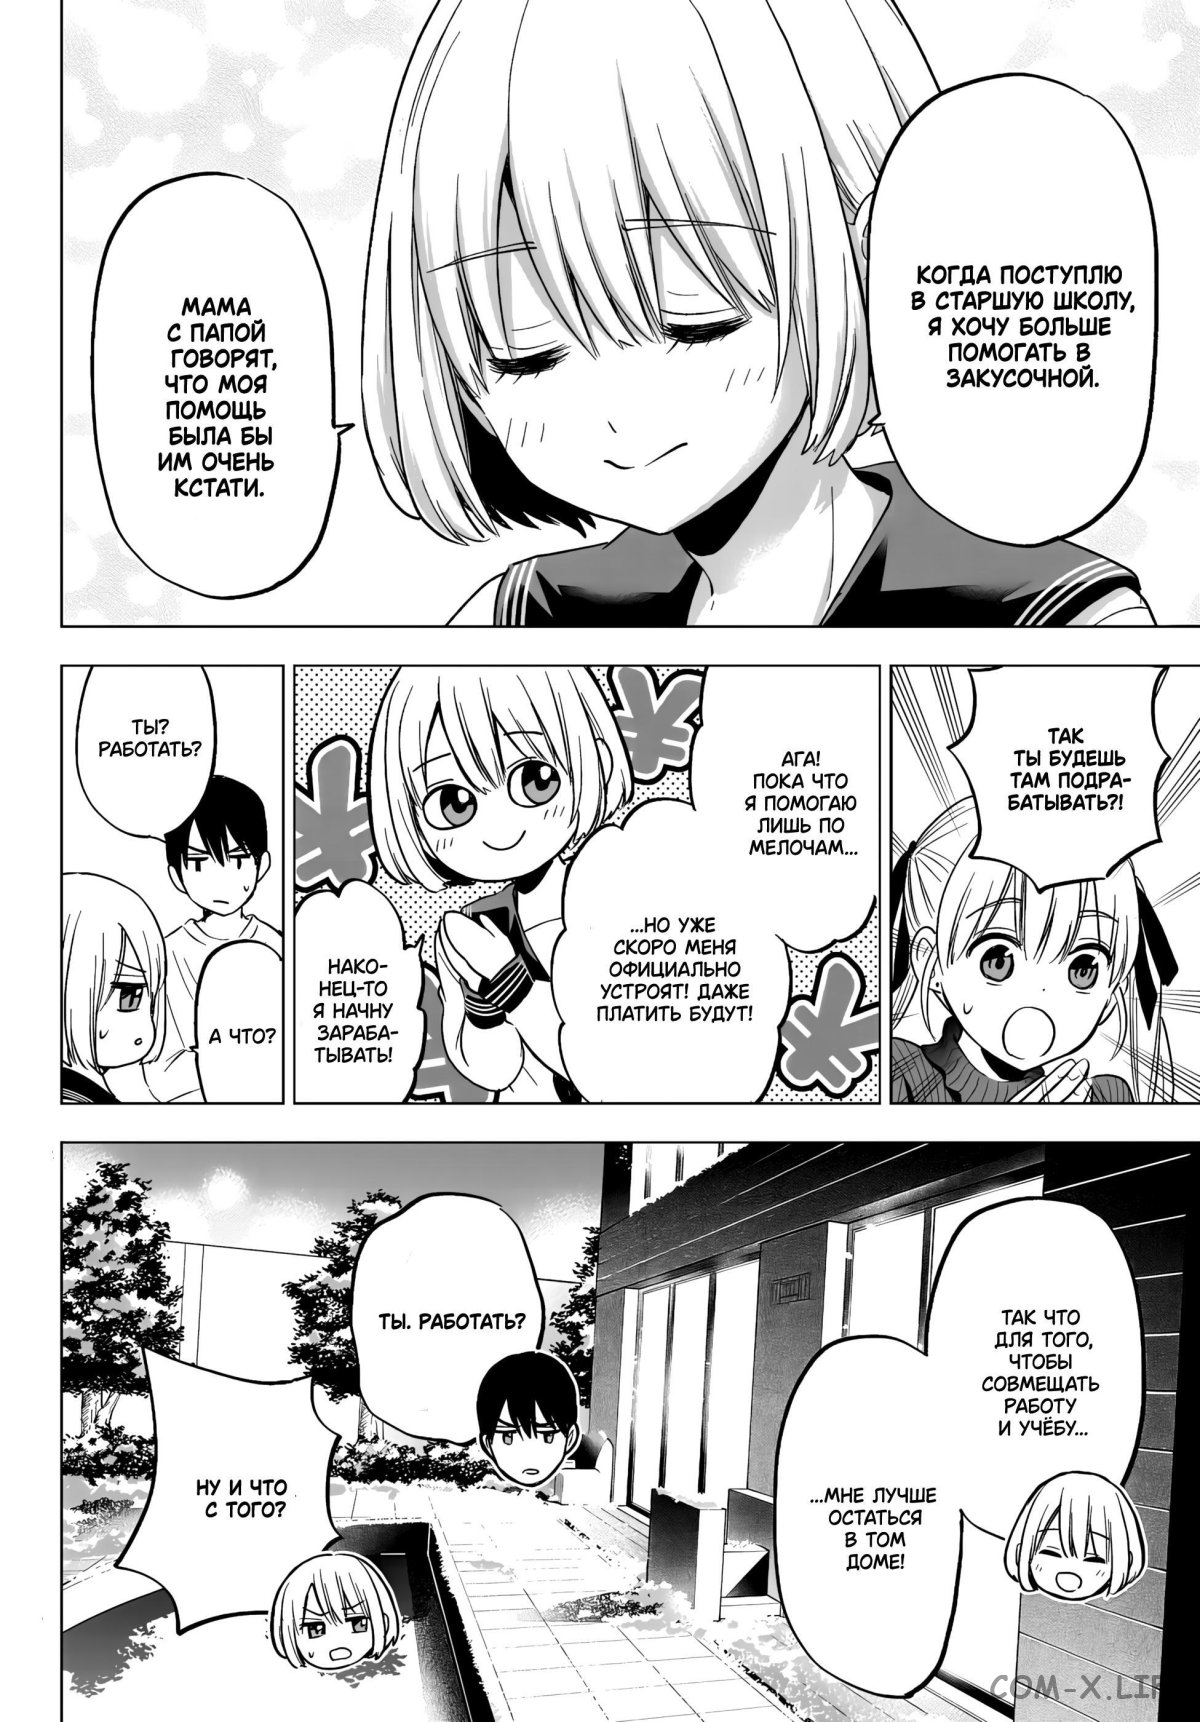 КОГДА ПОСТУПЛЮ
В СТАРШУЮ ШКОЛУ,
Я ХОЧУ БОЛЬШЕ
ПОМОГАТЬ В
ЗАКУСОЧНОЙ.
МАМА
С ПАПОЙ
ГОВОРЯТ,
ЧТО МОЯ
ПОМОЩЬ
БЫЛА БЫ
ИМ ОЧЕНЬ
КСТАТИ.
ТАК
ТЫ БУДЕШЬ
ТАМ ПОДРА-
БАТЫВАТЬ?!
АГА!
ПОКА ЧТО
Я ПОМОГАЮ
ЛИШЬ ПО
МЕЛОЧАМ...
...НО УЖЕ
СКОРО МЕНЯ
ОФИЦИАЛЬНО
УСТРОЯТ! ДАЖЕ
ПЛАТИТЬ БУДУТ!
НАКО-
НЕЦ-ТО
Я НАЧНУ
ЗАРАБА-
ТЫВАТЬ!
¥
¥
¥
¥
ТЫ?
РАБОТАТЬ?
А ЧТО?
ТАК ЧТО
ДЛЯ ТОГО,
ЧТОБЫ
СОВМЕЩАТЬ
РАБОТУ
И УЧЁБУ...
...МНЕ ЛУЧШЕ
ОСТАТЬСЯ
В ТОМ
ДОМЕ!
ТЫ. РАБОТАТЬ?
НУ И ЧТО
С ТОГО?
COM-X.LIF